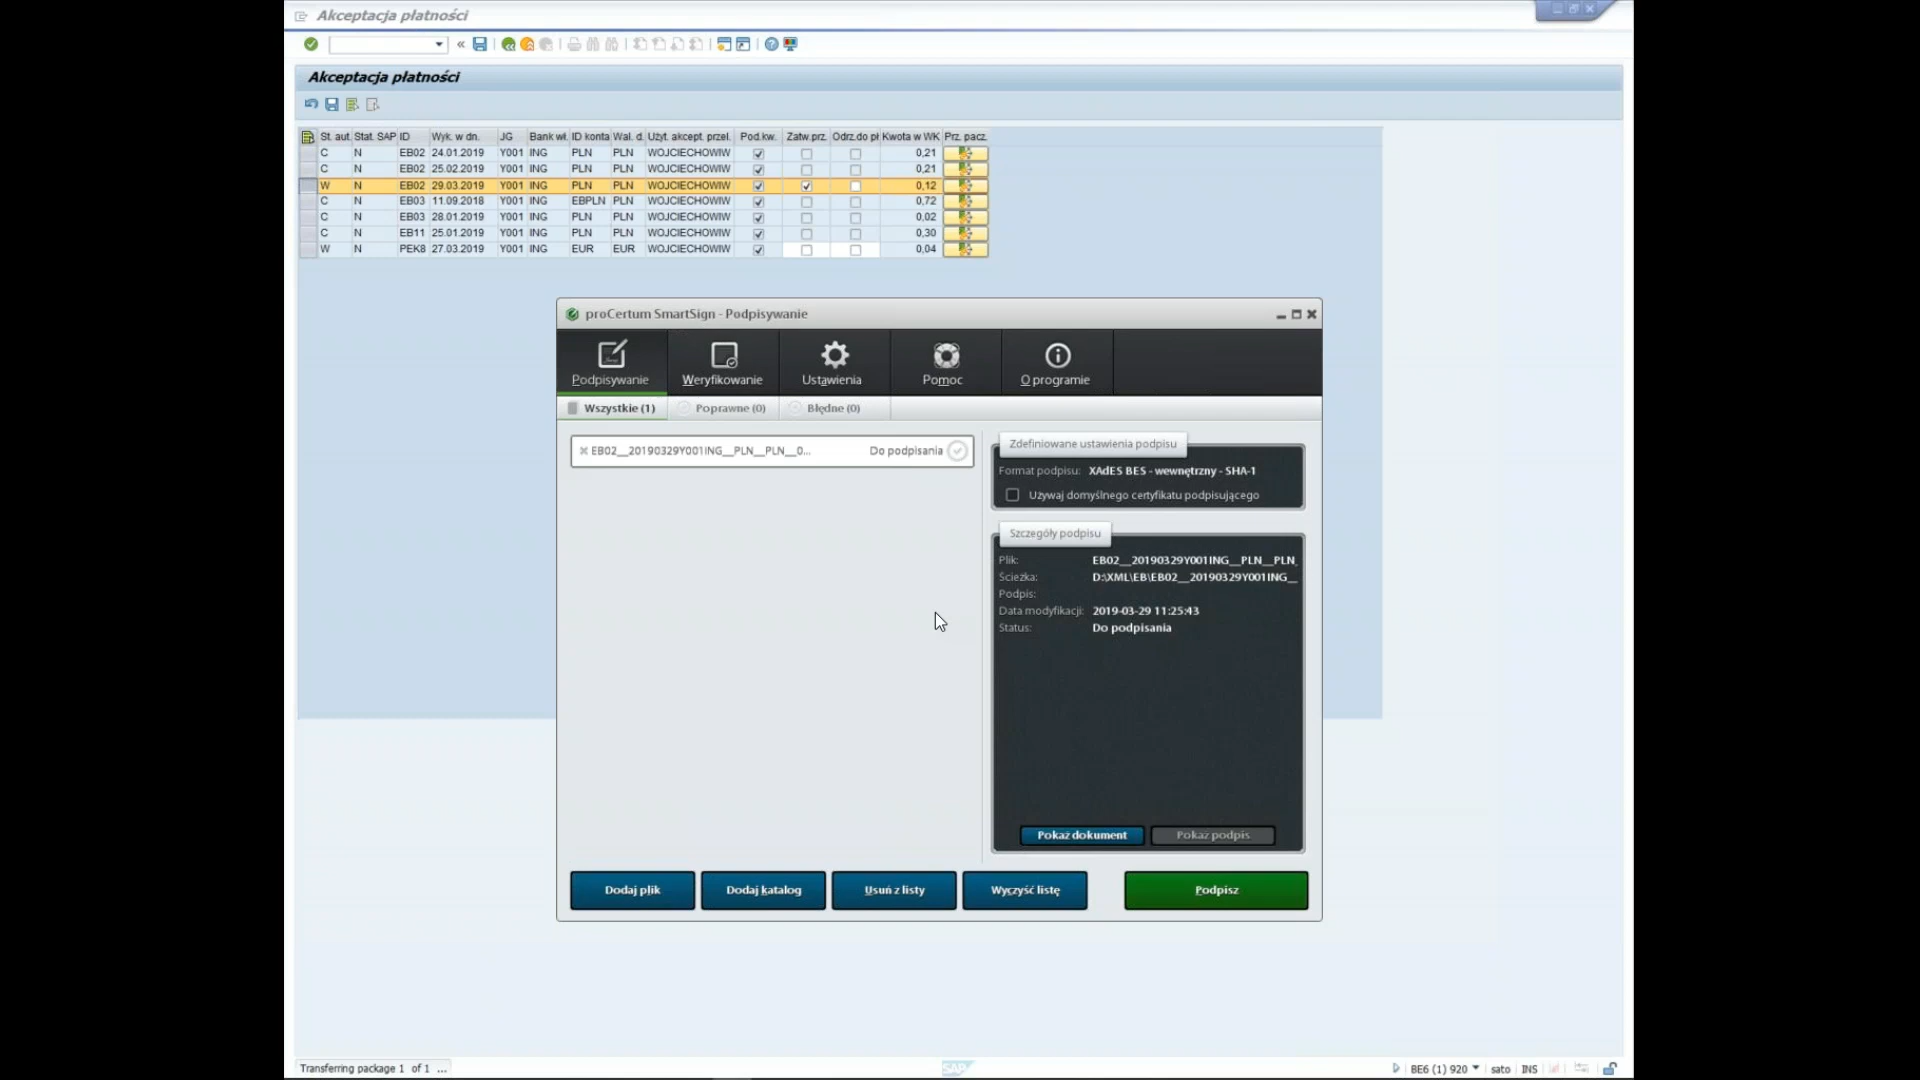 Akceptacja płatności
Akceptacja płatności
St. aut. Stat. SAP ID Wyk. w dn. JG Bank wł. ID konta Wal. d. Użyt. akcept. przel. Pod.kw. Zatw.prz. Odrz.do pł Kwota w WK Prz. pacz.
C N EB02 24.01.2019 Y001 ING PLN PLN WOJCIECHOWIW 0,21
C N EB02 25.02.2019 Y001 ING PLN PLN WOJCIECHOWIW 0,21
W N EB02 29.03.2019 Y001 ING PLN PLN WOJCIECHOWIW 0,12
C N EB03 11.09.2018 Y001 ING EBPLN PLN WOJCIECHOWIW 0,72
C N EB03 28.01.2019 Y001 ING PLN PLN WOJCIECHOWIW 0,02
C N EB11 25.01.2019 Y001 ING PLN PLN WOJCIECHOWIW 0,30
W N PEK8 27.03.2019 Y001 ING EUR EUR WOJCIECHOWIW 0,04
proCertum SmartSign - Podpisywanie
Podpisywanie Weryfikowanie Ustawienia Pomoc O programie
Wszystkie (1) Poprawne (0) Błędne (0)
EB02__20190329Y001ING__PLN__PLN__0... Do podpisania
Zdefiniowane ustawienia podpisu
Format podpisu: XAdES BES - wewnętrzny - SHA-1
Używaj domyślnego certyfikatu podpisującego
Szczegóły podpisu
Plik: EB02__20190329Y001ING__PLN__PLN_
Ścieżka: D:\XML\EB\EB02__20190329Y001ING__
Podpis:
Data modyfikacji: 2019-03-29 11:25:43
Status: Do podpisania
Pokaż dokument Pokaż podpis
Dodaj plik Dodaj katalog Usuń z listy Wyczyść listę Podpisz
Transferring package 1 of 1 ... SAP BE6 (1) 920 sato INS